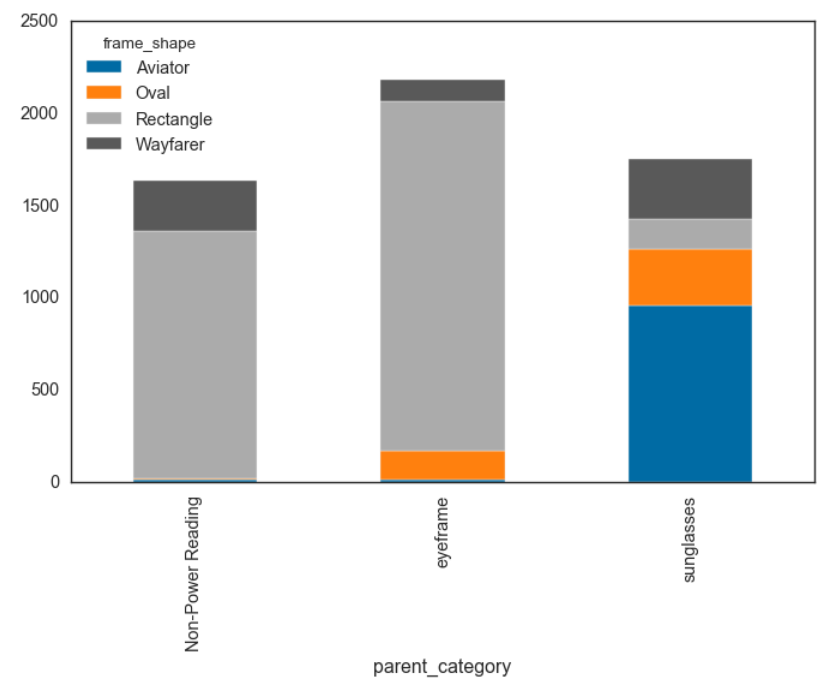 2500
2000
1500
1000
500
0
frame_shape
Aviator
Oval
Rectangle
Wayfarer
Non-Power Reading
eyeframe
sunglasses
parent_category